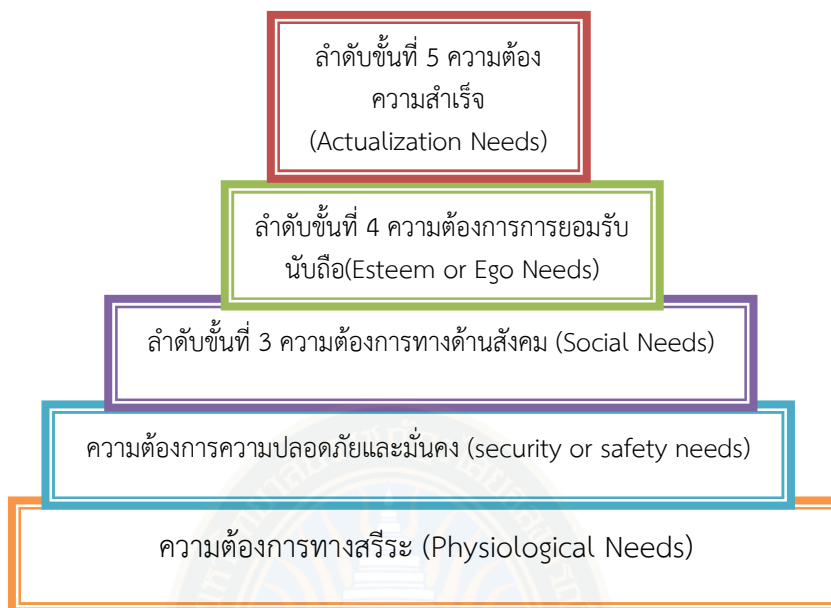 ลำดับขั้นที่ 5 ความต้อง
ความสำเร็จ
(Actualization Needs)
ลำดับขั้นที่ 4 ความต้องการการยอมรับ
นับถือ(Esteem or Ego Needs)
ลำดับขั้นที่ 3 ความต้องการทางด้านสังคม (Social Needs)
ความต้องการความปลอดภัยและมั่นคง (security or safety needs)
ความต้องการทางสรีระ (Physiological Needs)